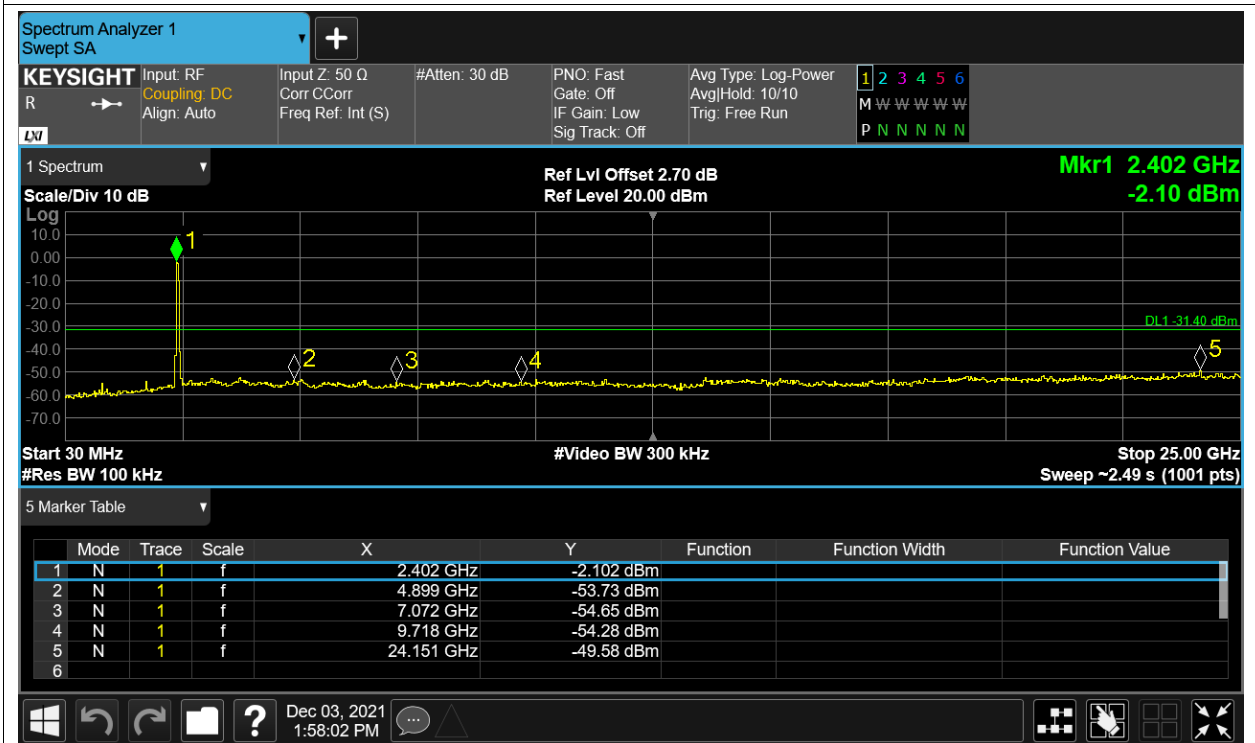 Spectrum Analyzer 1
Swept SA
+
KEYSIGHT
R
LXI
Input: RF
Coupling: DC
Align: Auto
Input Z: 50 Ω
Corr CCorr
Freq Ref: Int (S)
#Atten: 30 dB
PNO: Fast
Gate: Off
IF Gain: Low
Sig Track: Off
Avg Type: Log-Power
Avg|Hold: 10/10
Trig: Free Run
1 2 3 4 5 6
M W W W W W
P N N N N N
1 Spectrum
Scale/Div 10 dB
Ref Lvl Offset 2.70 dB
Ref Level 20.00 dBm
Mkr1 2.402 GHz
-2.10 dBm
Log
10.0
0.00
-10.0
-20.0
-30.0
-40.0
-50.0
-60.0
-70.0
1
2
3
4
5
DL1 -31.40 dBm
Start 30 MHz
#Video BW 300 kHz
Stop 25.00 GHz
#Res BW 100 kHz
Sweep ~2.49 s (1001 pts)
5 Marker Table
Mode Trace Scale X Y Function Function Width Function Value
1 N 1 f 2.402 GHz -2.102 dBm
2 N 1 f 4.899 GHz -53.73 dBm
3 N 1 f 7.072 GHz -54.65 dBm
4 N 1 f 9.718 GHz -54.28 dBm
5 N 1 f 24.151 GHz -49.58 dBm
6
?
Dec 03, 2021
1:58:02 PM